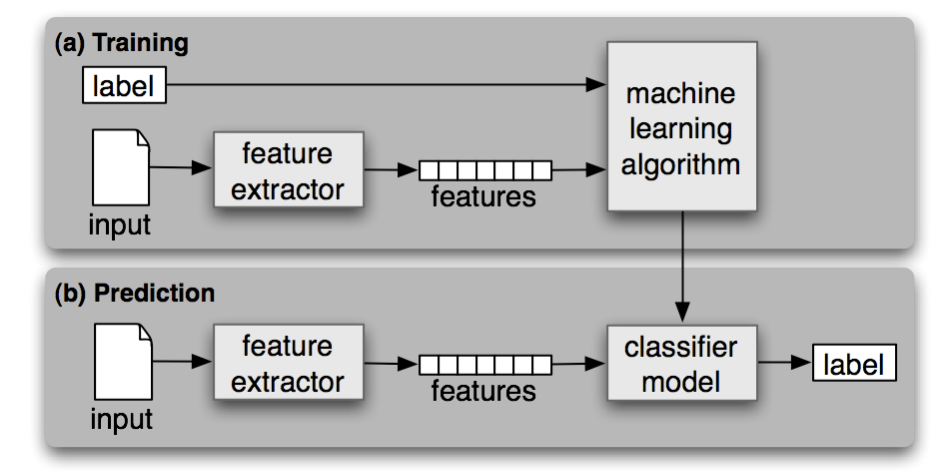 (a) Training
label
machine
learning
algorithm
feature
extractor
features
input
(b) Prediction
feature
extractor
features
classifier
model
label
input